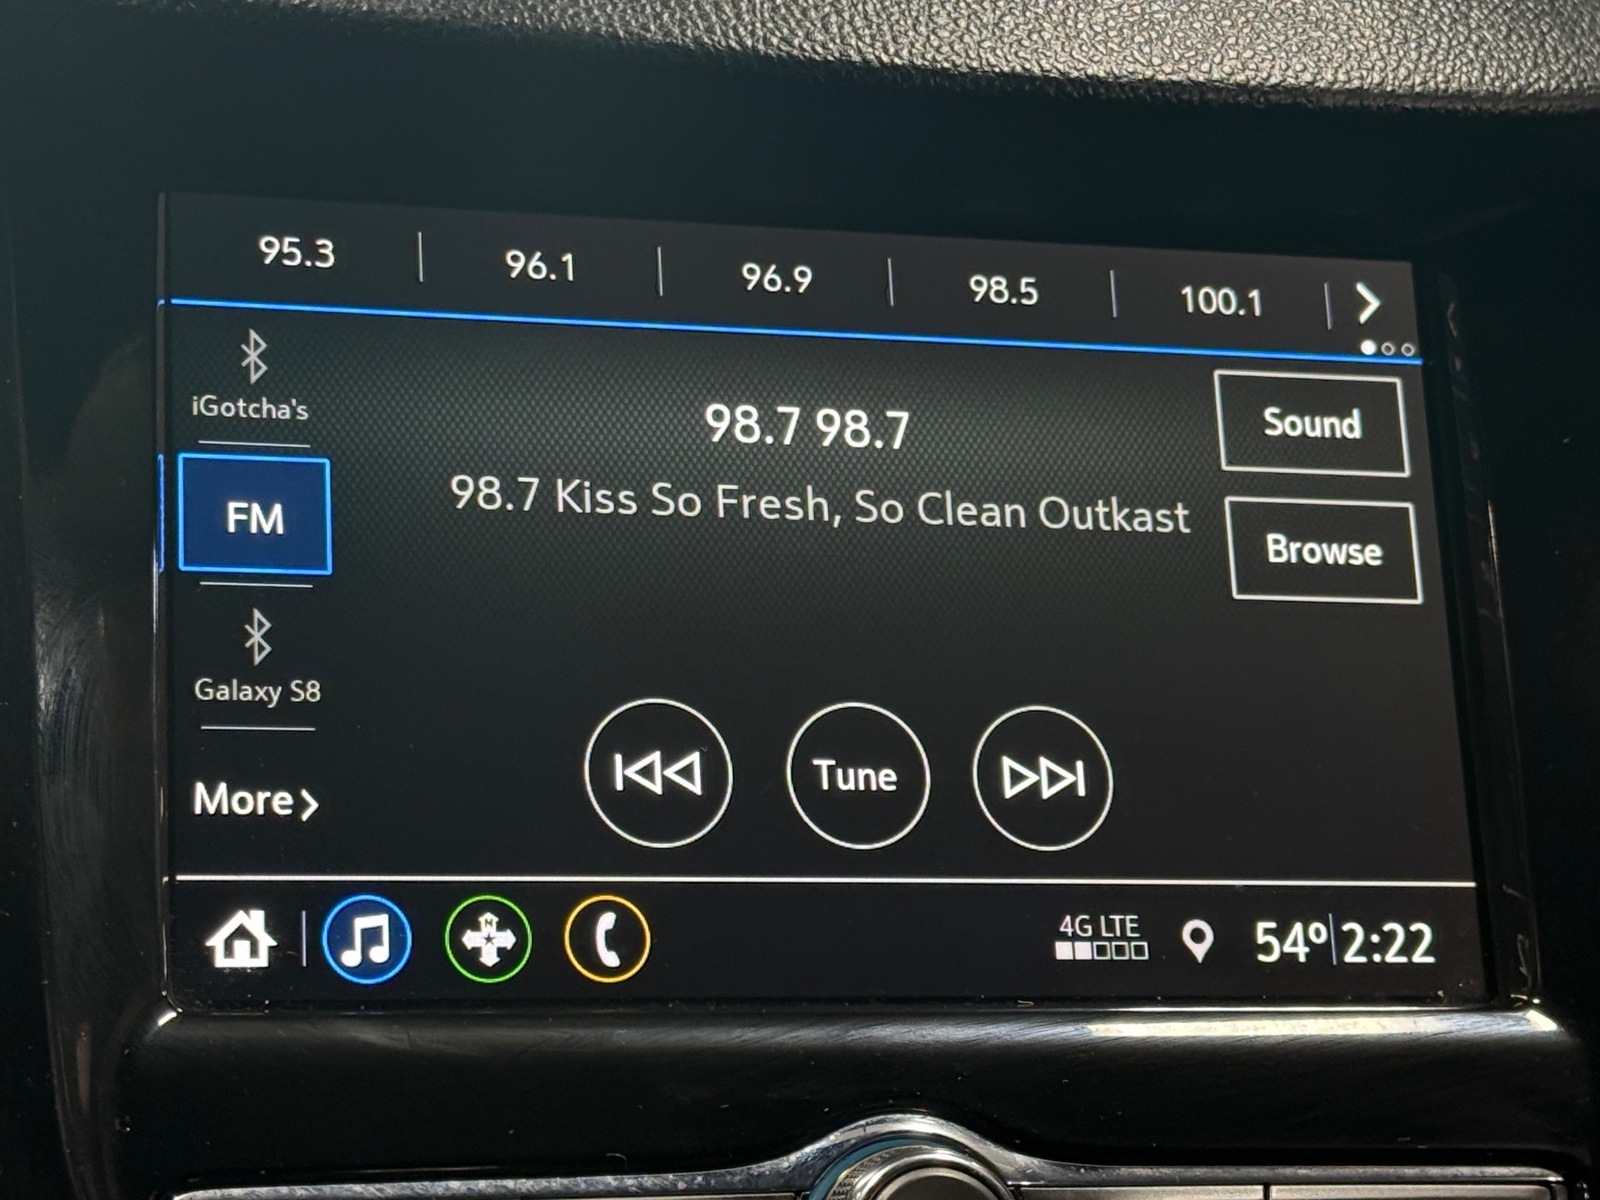 95.3 96.1 96.9 98.5 100.1
iGotcha's
98.7 98.7
Sound
98.7 Kiss So Fresh, So Clean Outkast
FM
Browse
Galaxy S8
More
Tune
N
4G LTE
54° 2:22